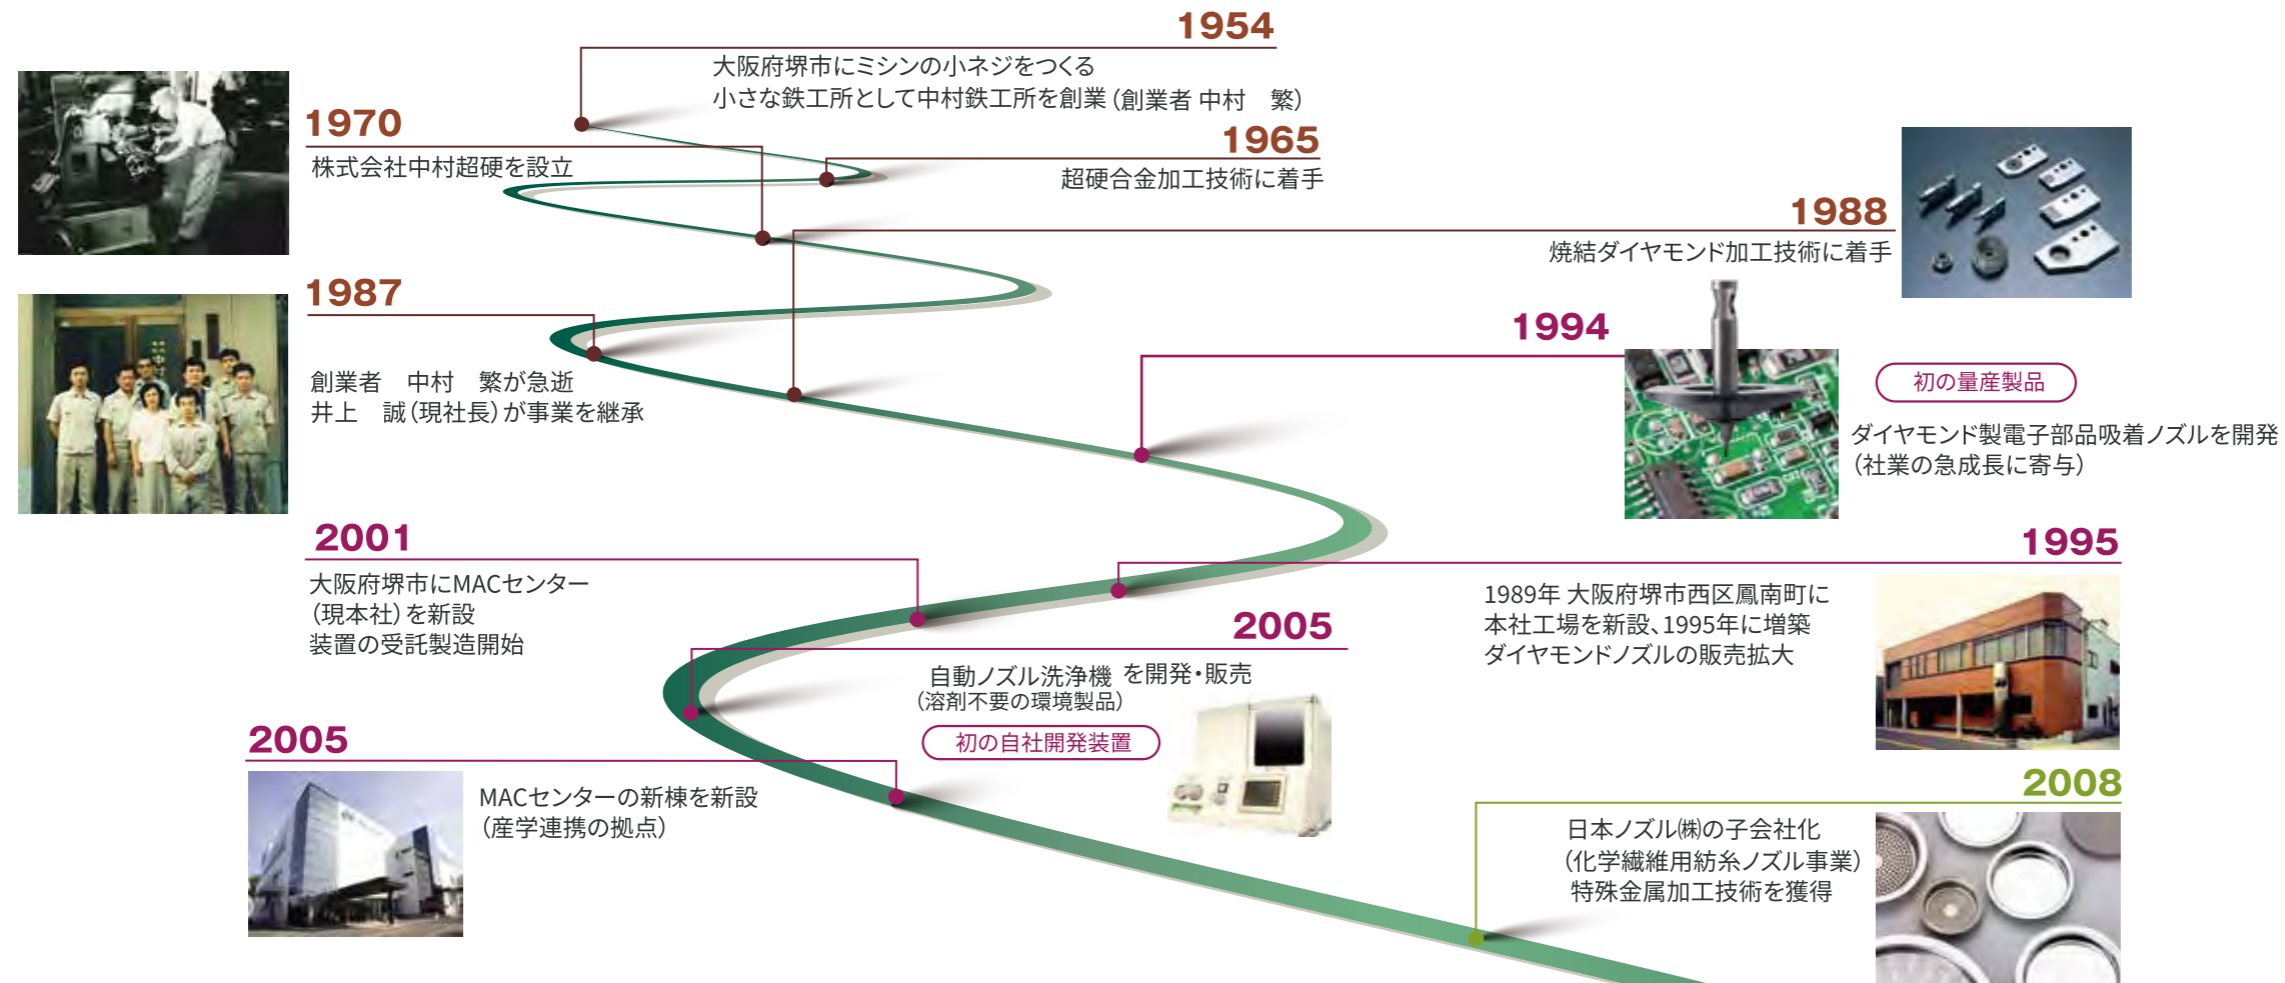 1954
大阪府堺市にミシンの小ネジをつくる
小さな鉄工所として中村鉄工所を創業（創業者 中村　繁）
1965
超硬合金加工技術に着手
1970
株式会社中村超硬を設立
1987
創業者　中村　繁が急逝
井上　誠（現社長）が事業を継承
1988
焼結ダイヤモンド加工技術に着手
1994
初の量産製品
ダイヤモンド製電子部品吸着ノズルを開発
（社業の急成長に寄与）
1995
1989年 大阪府堺市西区鳳南町に
本社工場を新設、1995年に増築
ダイヤモンドノズルの販売拡大
2001
大阪府堺市にMACセンター
（現本社）を新設
装置の受託製造開始
2005
自動ノズル洗浄機 を開発・販売
（溶剤不要の環境製品）
初の自社開発装置
2005
MACセンターの新棟を新設
（産学連携の拠点）
2008
日本ノズル㈱の子会社化
（化学繊維用紡糸ノズル事業）
特殊金属加工技術を獲得